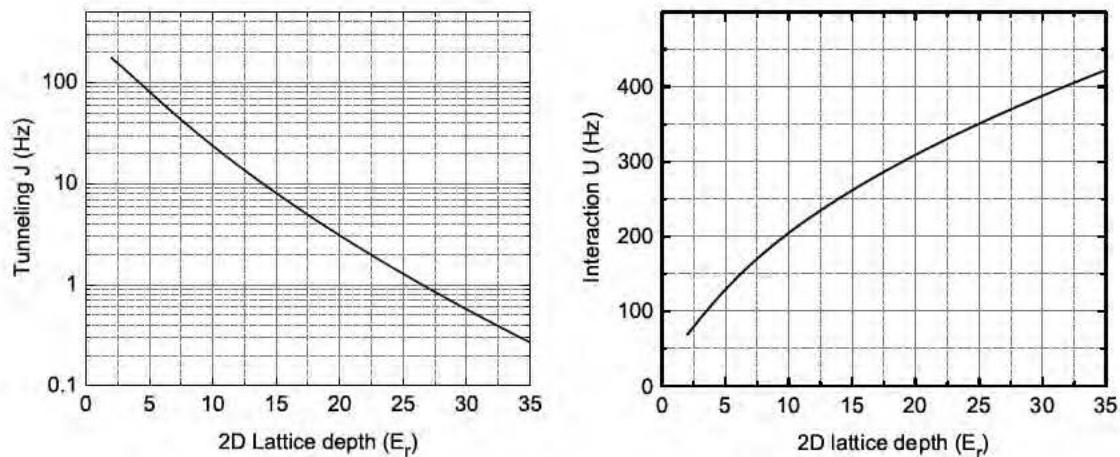 Tunneling J (Hz)
100
10
1
0.1
0 5 10 15 20 25 30 35
2D Lattice depth (Er)
Interaction U (Hz)
400
300
200
100
0
0 5 10 15 20 25 30 35
2D lattice depth (Er)